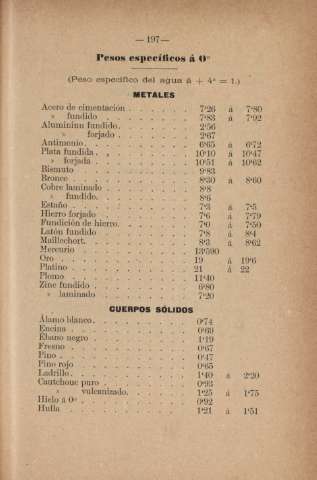 — 197 —
Pesos específicos á 0º
(Peso específico del agua á + 4º = 1.)
METALES
Acero de cimentación . . . . . 7'26 á 7'80
» fundido . . . . . . . 7'83 á 7'92
Aluminiun fundido. . . . . . 2'56
» forjado . . . . . . 2'67
Antimonio. . . . . . . . . 6'65 á 6'72
Plata fundida . . . . . . . . 10'10 á 10'47
» forjada . . . . . . . . 10'51 á 10'62
Bismuto . . . . . . . . . 9'83
Bronce . . . . . . . . . 8'30 á 8'60
Cobre laminado . . . . . . . 8'8
» fundido. . . . . . . . 8'6
Estaño . . . . . . . . . 7'3 á 7'5
Hierro forjado . . . . . . . 7'6 á 7'79
Fundición de hierro. . . . . . 7'0 á 7'50
Latón fundido . . . . . . . 7'8 á 8'4
Maillechort. . . . . . . . . 8'3 á 8'62
Mercurio . . . . . . . . . 13'590
Oro . . . . . . . . . . 19 á 19'6
Platino . . . . . . . . . 21 á 22
Plomo . . . . . . . . . 11'40
Zinc fundido . . . . . . . . 6'80
» laminado . . . . . . . 7'20
CUERPOS SÓLIDOS
Álamo blanco. . . . . . . . 0'74
Encina . . . . . . . . . 0'69
Ébano negro . . . . . . . . 1'19
Fresno . . . . . . . . . 0'67
Pino . . . . . . . . . . 0'47
Pino rojo . . . . . . . . 0'65
Ladrillo. . . . . . . . . 1'40 á 2'20
Cautchouc puro . . . . . . . 0'93
» vulcanizado. . . . . . 1'25 á 1'75
Hielo á 0º . . . . . . . . 0'92
Hulla . . . . . . . . . 1'21 á 1'51